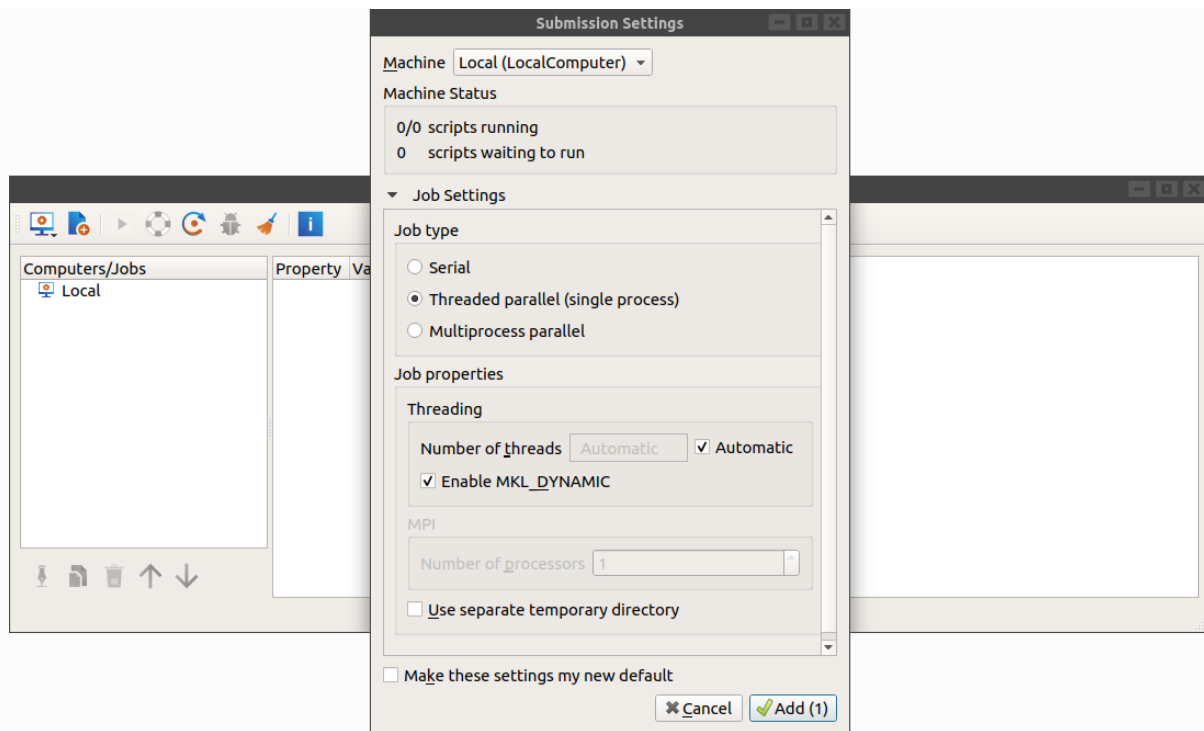 Submission Settings
Machine Local (LocalComputer)
Machine Status
0/0 scripts running
0 scripts waiting to run
Job Settings
Job type
Serial
Threaded parallel (single process)
Multiprocess parallel
Job properties
Threading
Number of threads Automatic Automatic
Enable MKL_DYNAMIC
MPI
Number of processors 1
Use separate temporary directory
Make these settings my new default
Cancel Add (1)
i
Computers/Jobs Property Va
Local